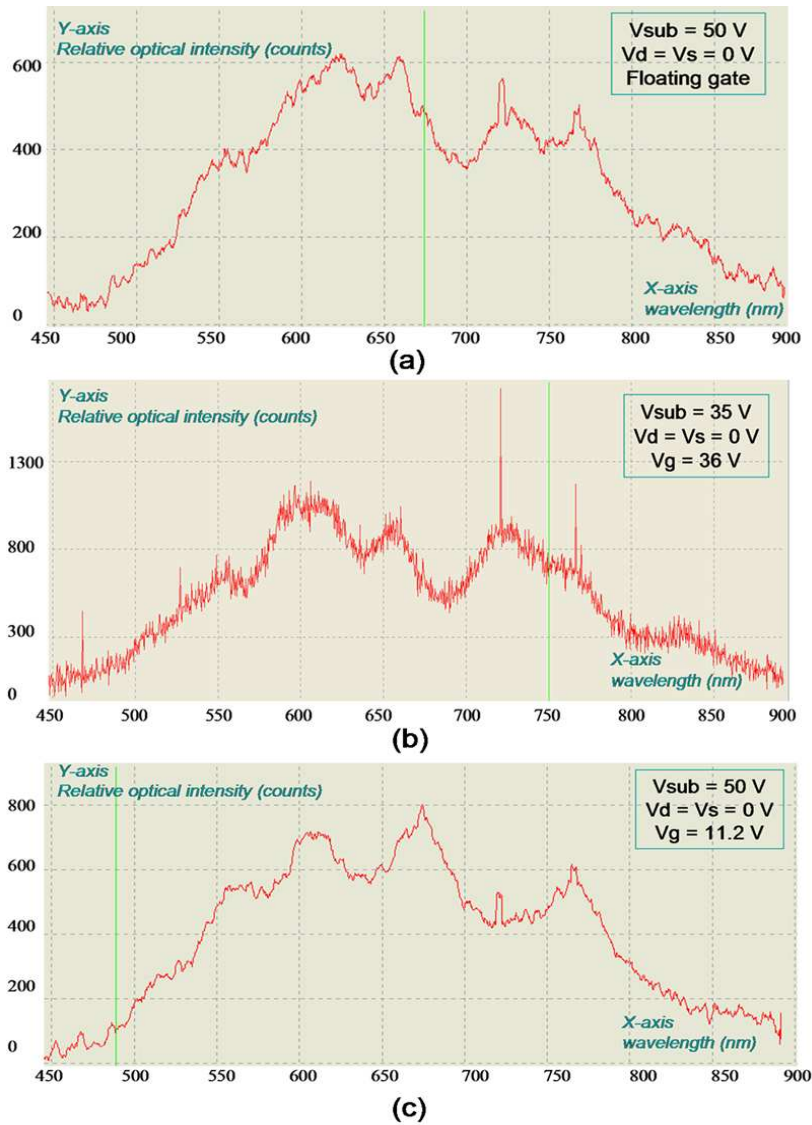 Y-axis
Relative optical intensity (counts)
Vsub = 50 V
Vd = Vs = 0 V
Floating gate
600
400
200
0
X-axis
wavelength (nm)
450 500 550 600 650 700 750 800 850 900
(a)
Y-axis
Relative optical intensity (counts)
Vsub = 35 V
Vd = Vs = 0 V
Vg = 36 V
1300
800
300
0
X-axis
wavelength (nm)
450 500 550 600 650 700 750 800 850 900
(b)
Y-axis
Relative optical intensity (counts)
Vsub = 50 V
Vd = Vs = 0 V
Vg = 11.2 V
800
600
400
200
0
X-axis
wavelength (nm)
450 500 550 600 650 700 750 800 850 900
(c)